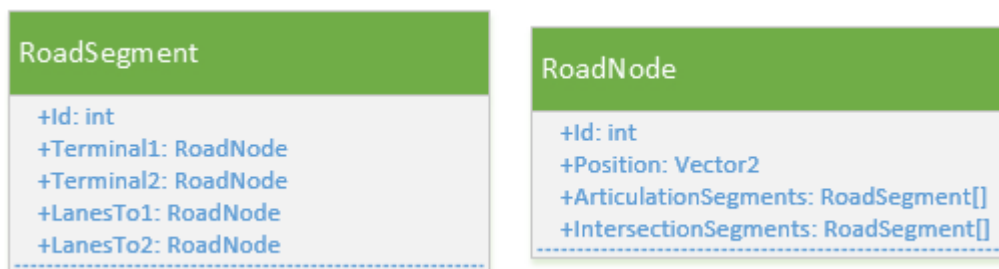 RoadSegment
+Id: int
+Terminal1: RoadNode
+Terminal2: RoadNode
+LanesTo1: RoadNode
+LanesTo2: RoadNode
RoadNode
+Id: int
+Position: Vector2
+ArticulationSegments: RoadSegment[]
+IntersectionSegments: RoadSegment[]